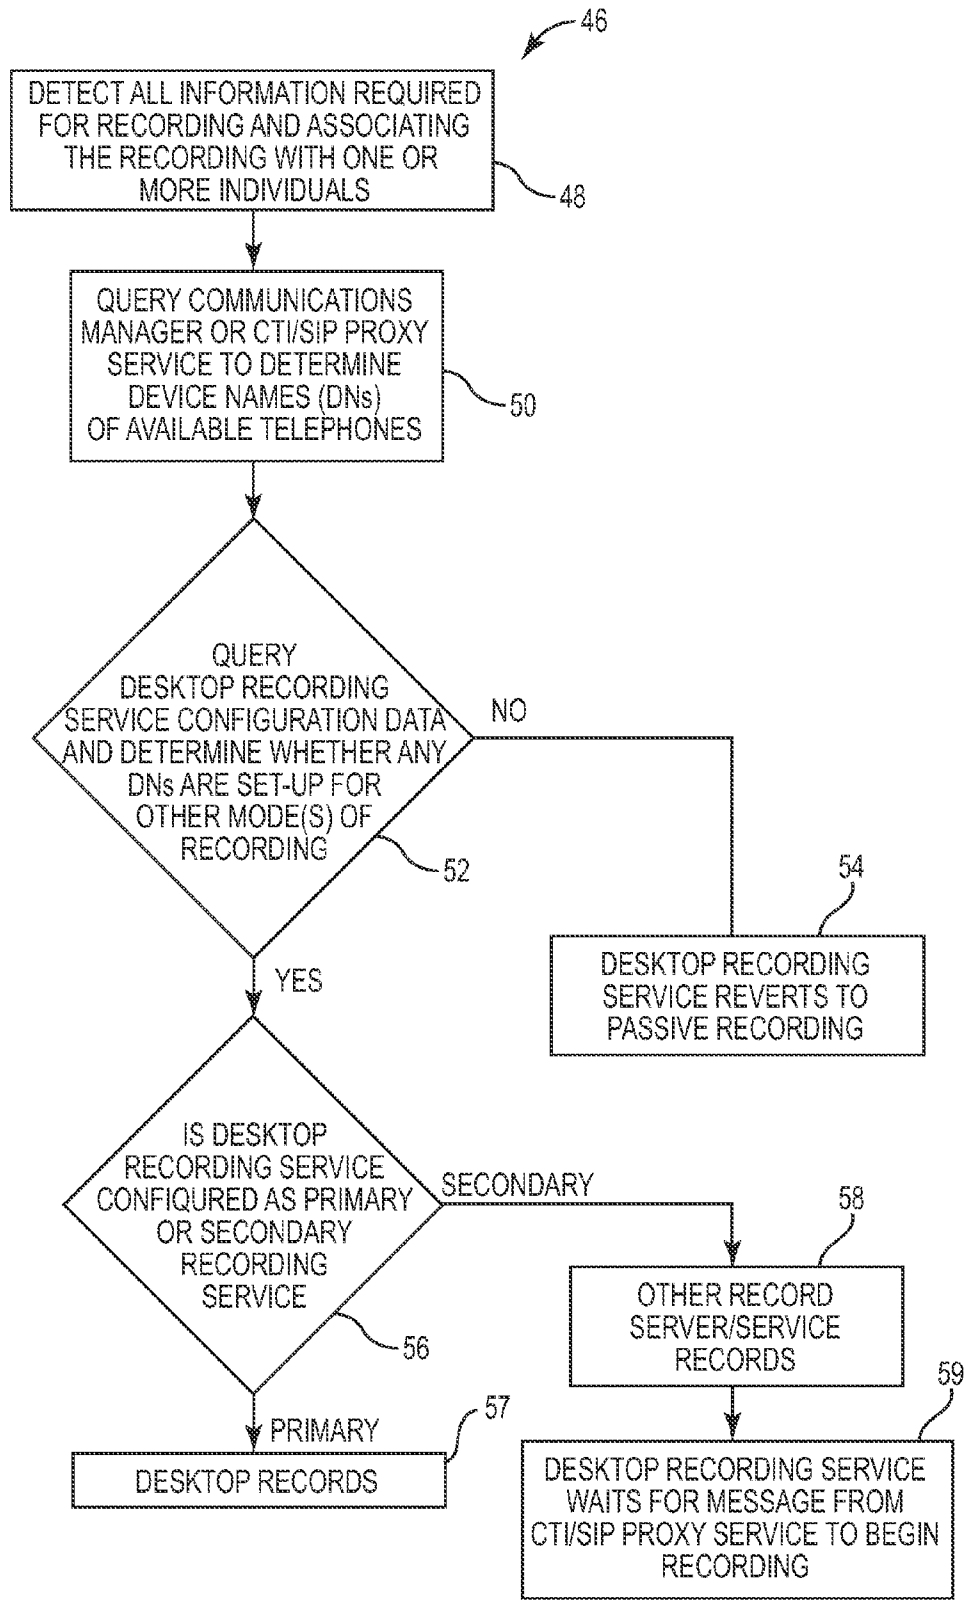 46
DETECT ALL INFORMATION REQUIRED
FOR RECORDING AND ASSOCIATING
THE RECORDING WITH ONE OR
MORE INDIVIDUALS
48
QUERY COMMUNICATIONS
MANAGER OR CTI/SIP PROXY
SERVICE TO DETERMINE
DEVICE NAMES (DNs)
OF AVAILABLE TELEPHONES
50
QUERY
DESKTOP RECORDING
SERVICE CONFIGURATION DATA
AND DETERMINE WHETHER ANY
DNs ARE SET-UP FOR
OTHER MODE(S) OF
RECORDING
52
NO
54
DESKTOP RECORDING
SERVICE REVERTS TO
PASSIVE RECORDING
YES
IS DESKTOP
RECORDING SERVICE
CONFIQURED AS PRIMARY
OR SECONDARY
RECORDING
SERVICE
56
SECONDARY
58
OTHER RECORD
SERVER/SERVICE
RECORDS
PRIMARY
57
DESKTOP RECORDS
59
DESKTOP RECORDING SERVICE
WAITS FOR MESSAGE FROM
CTI/SIP PROXY SERVICE TO BEGIN
RECORDING